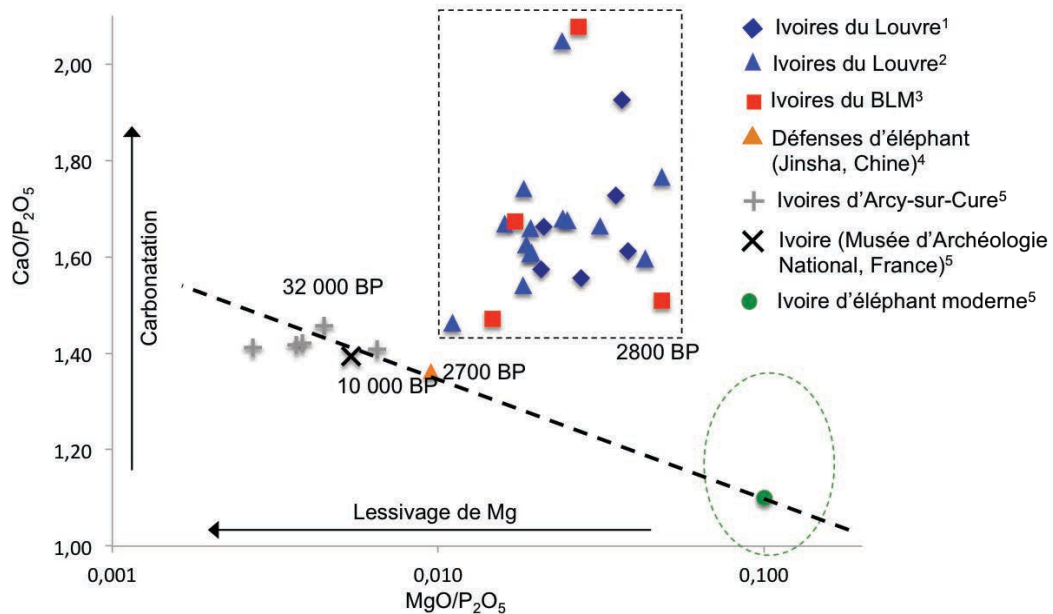 2,00
1,80
1,60
1,40
1,20
1,00
CaO/P₂O₅
Carbonatation
32 000 BP
10 000 BP
2700 BP
2800 BP
Lessivage de Mg
0,001
0,010
0,100
MgO/P₂O₅
Ivoires du Louvre¹
Ivoires du Louvre²
Ivoires du BLM³
Défenses d'éléphant
(Jinsha, Chine)⁴
Ivoires d'Arcy-sur-Cure⁵
Ivoire (Musée d'Archéologie
National, France)⁵
Ivoire d'éléphant moderne⁵